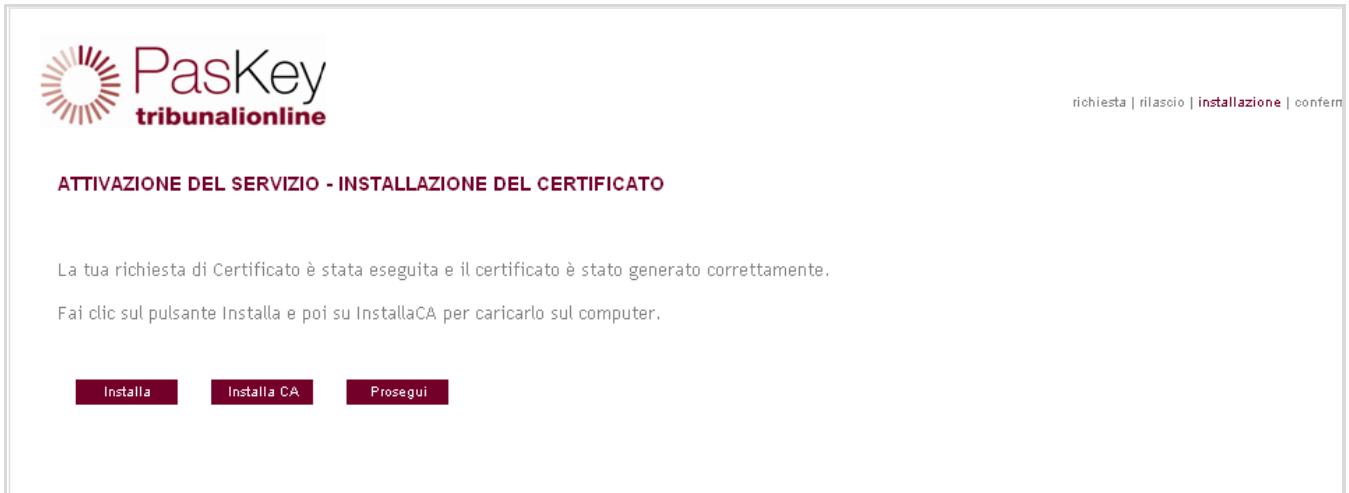 PasKey
tribunalionline
richiesta | rilascio | installazione | conferm
ATTIVAZIONE DEL SERVIZIO - INSTALLAZIONE DEL CERTIFICATO
La tua richiesta di Certificato è stata eseguita e il certificato è stato generato correttamente.
Fai clic sul pulsante Installa e poi su InstallaCA per caricarlo sul computer.
Installa Installa CA Prosegui